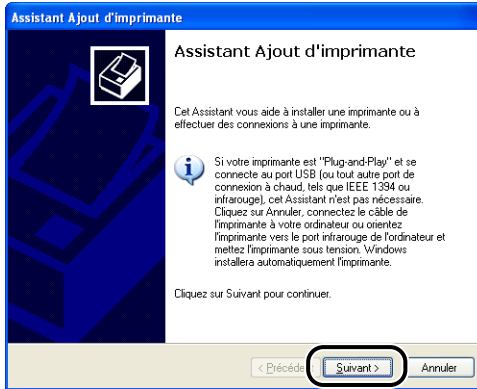 Assistant Ajout d'imprimante
Assistant Ajout d'imprimante
Cet Assistant vous aide à installer une imprimante ou à
effectuer des connexions à une imprimante.
Si votre imprimante est "Plug-and-Play" et se
connecte au port USB (ou tout autre port de
connexion à chaud, tels que IEEE 1394 ou
infrarouge), cet Assistant n'est pas nécessaire.
Cliquez sur Annuler, connectez le câble de
l'imprimante à votre ordinateur ou orientez
l'imprimante vers le port infrarouge de l'ordinateur et
mettez l'imprimante sous tension. Windows
installera automatiquement l'imprimante.
Cliquez sur Suivant pour continuer.
< Précéde Suivant > Annuler